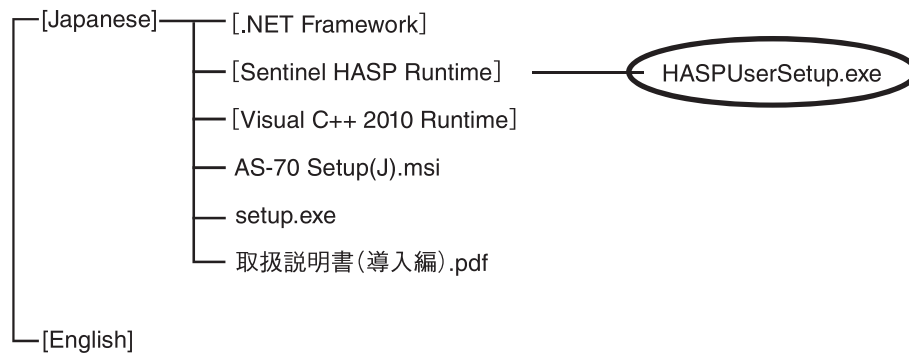 [Japanese]
[.NET Framework]
[Sentinel HASP Runtime]
HASPUserSetup.exe
[Visual C++ 2010 Runtime]
AS-70 Setup(J).msi
setup.exe
取扱説明書(導入編).pdf
[English]